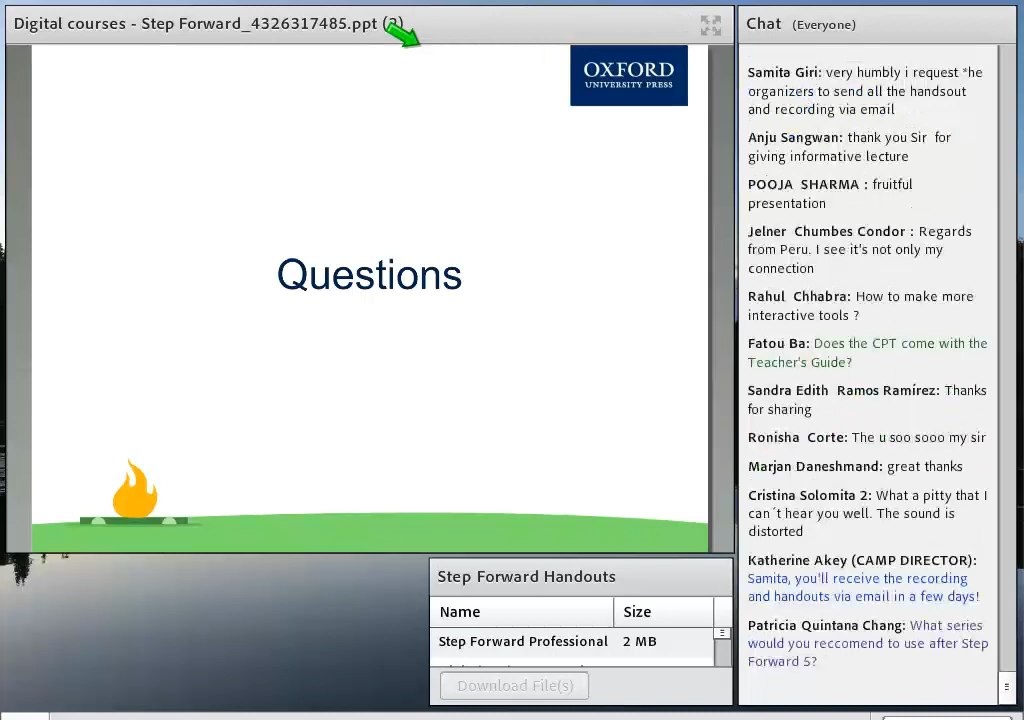 Digital courses - Step Forward_4326317485.ppt (2)
OXFORD
UNIVERSITY PRESS
Questions
Step Forward Handouts
Name Size
Step Forward Professional 2 MB
Download File(s)
Chat (Everyone)
Samita Giri: very humbly i request *he
organizers to send all the handsout
and recording via email
Anju Sangwan: thank you Sir for
giving informative lecture
POOJA SHARMA : fruitful
presentation
Jelner Chumbes Condor : Regards
from Peru. I see it's not only my
connection
Rahul Chhabra: How to make more
interactive tools ?
Fatou Ba: Does the CPT come with the
Teacher's Guide?
Sandra Edith Ramos Ramírez: Thanks
for sharing
Ronisha Corte: The u soo sooo my sir
Marjan Daneshmand: great thanks
Cristina Solomita 2: What a pitty that I
can´t hear you well. The sound is
distorted
Katherine Akey (CAMP DIRECTOR):
Samita, you'll receive the recording
and handouts via email in a few days!
Patricia Quintana Chang: What series
would you reccomend to use after Step
Forward 5?